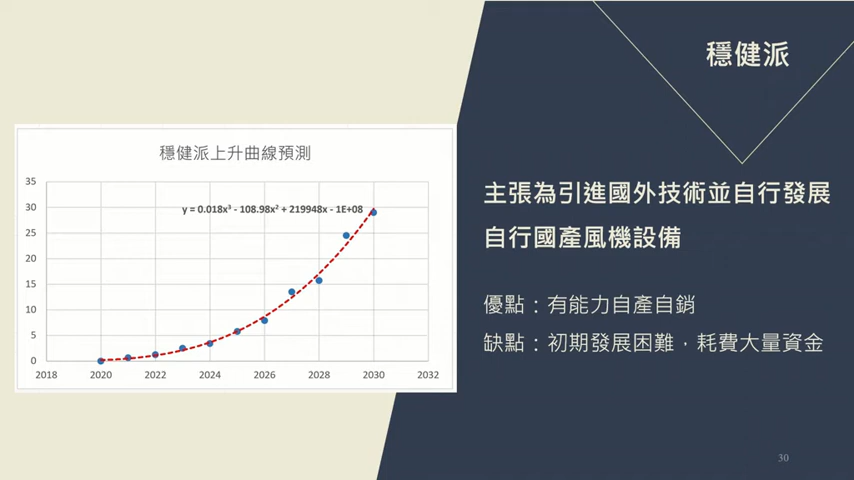 穩健派
穩健派上升曲線預測
35
30
25
20
15
10
5
0
y = 0.018x³ - 108.98x² + 219948x - 1E+08
2018 2020 2022 2024 2026 2028 2030 2032
主張為引進國外技術並自行發展
自行國產風機設備
優點：有能力自產自銷
缺點：初期發展困難，耗費大量資金
30